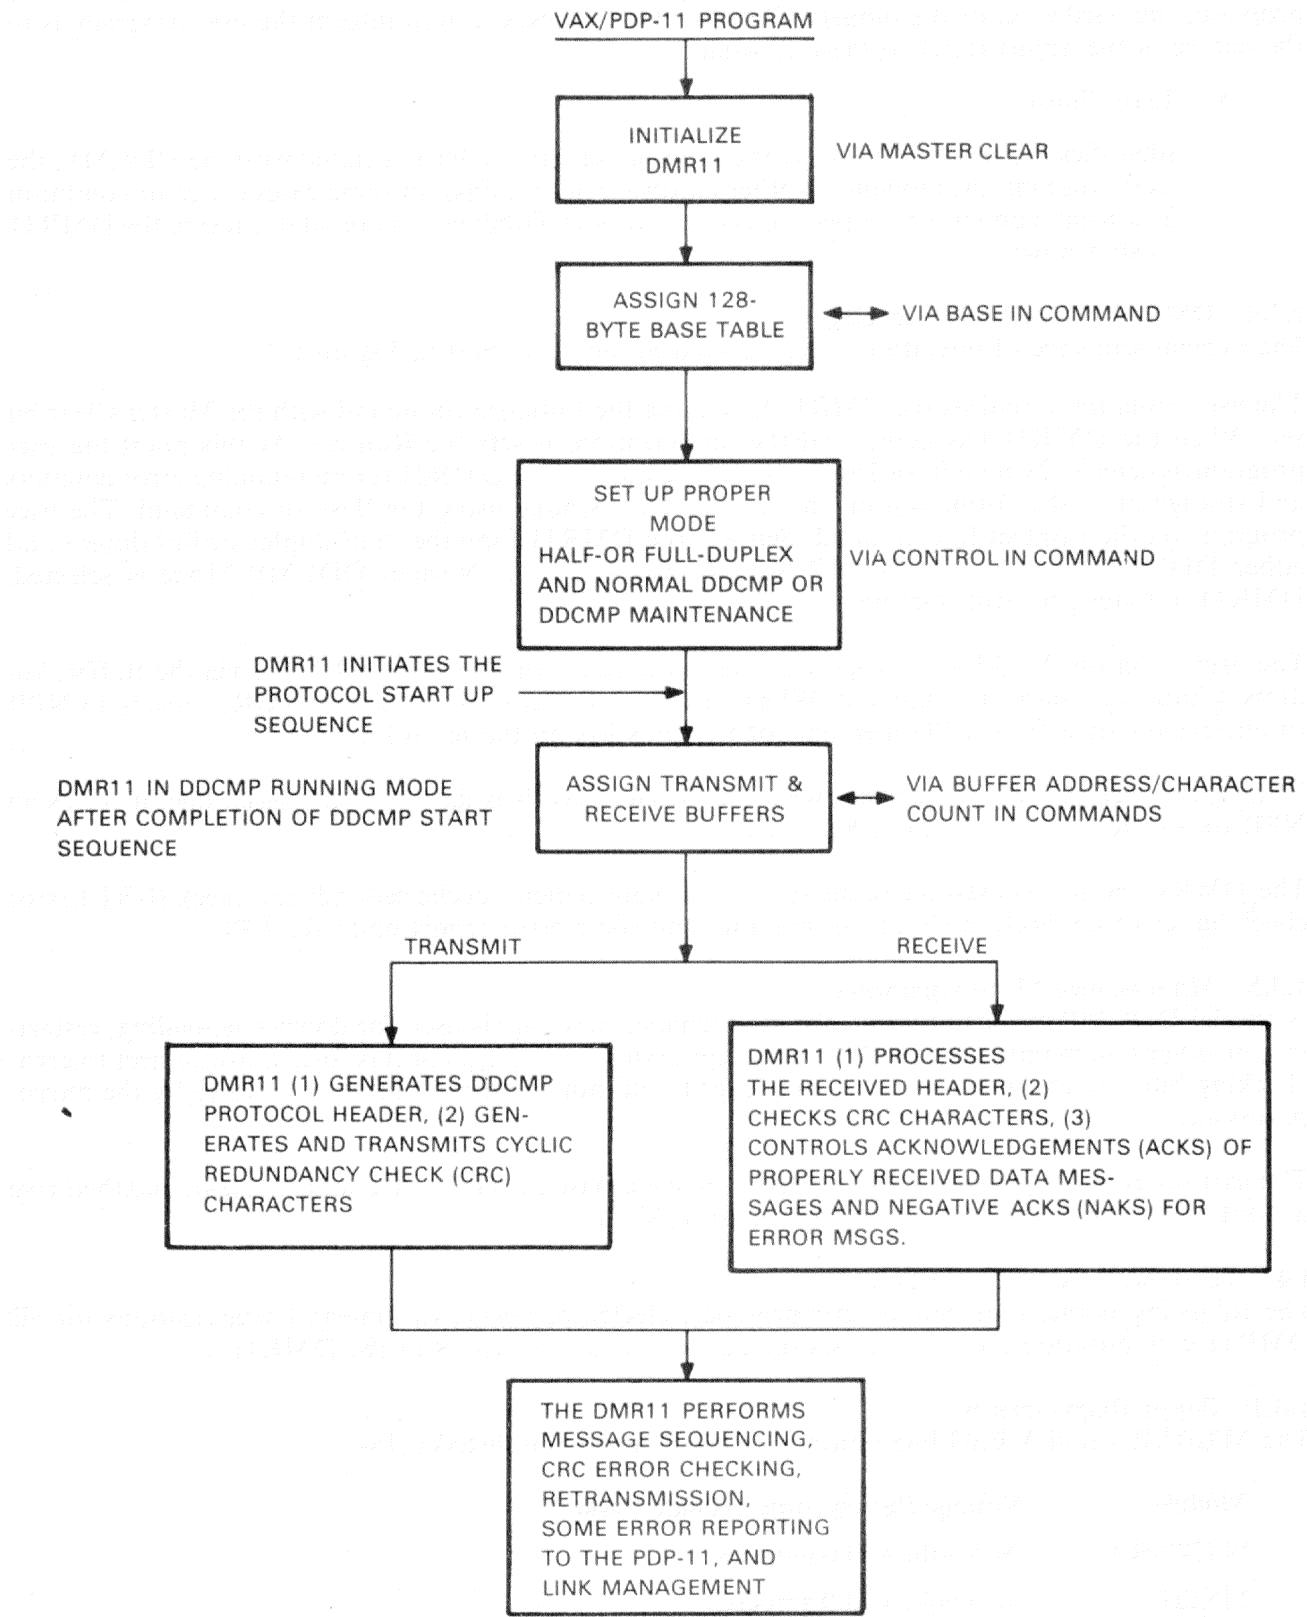 VAX/PDP-11 PROGRAM
INITIALIZE
DMR11
VIA MASTER CLEAR
ASSIGN 128-
BYTE BASE TABLE
VIA BASE IN COMMAND
SET UP PROPER
MODE
HALF-OR FULL-DUPLEX
AND NORMAL DDCMP OR
DDCMP MAINTENANCE
VIA CONTROL IN COMMAND
DMR11 INITIATES THE
PROTOCOL START UP
SEQUENCE
DMR11 IN DDCMP RUNNING MODE
AFTER COMPLETION OF DDCMP START
SEQUENCE
ASSIGN TRANSMIT &
RECEIVE BUFFERS
VIA BUFFER ADDRESS/CHARACTER
COUNT IN COMMANDS
TRANSMIT
RECEIVE
DMR11 (1) GENERATES DDCMP
PROTOCOL HEADER, (2) GEN-
ERATES AND TRANSMITS CYCLIC
REDUNDANCY CHECK (CRC)
CHARACTERS
DMR11 (1) PROCESSES
THE RECEIVED HEADER, (2)
CHECKS CRC CHARACTERS, (3)
CONTROLS ACKNOWLEDGEMENTS (ACKS) OF
PROPERLY RECEIVED DATA MES-
SAGES AND NEGATIVE ACKS (NAKS) FOR
ERROR MSGS.
THE DMR11 PERFORMS
MESSAGE SEQUENCING,
CRC ERROR CHECKING,
RETRANSMISSION,
SOME ERROR REPORTING
TO THE PDP-11, AND
LINK MANAGEMENT